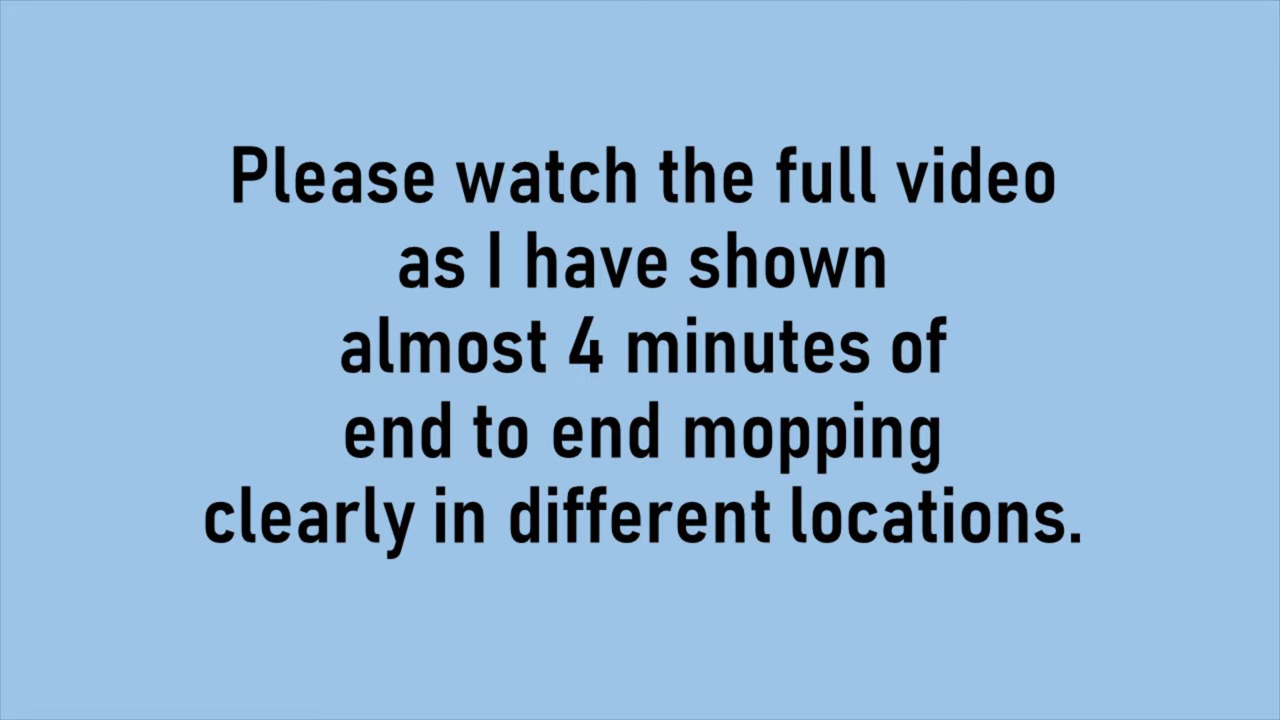 Please watch the full video
as I have shown
almost 4 minutes of
end to end mopping
clearly in different locations.